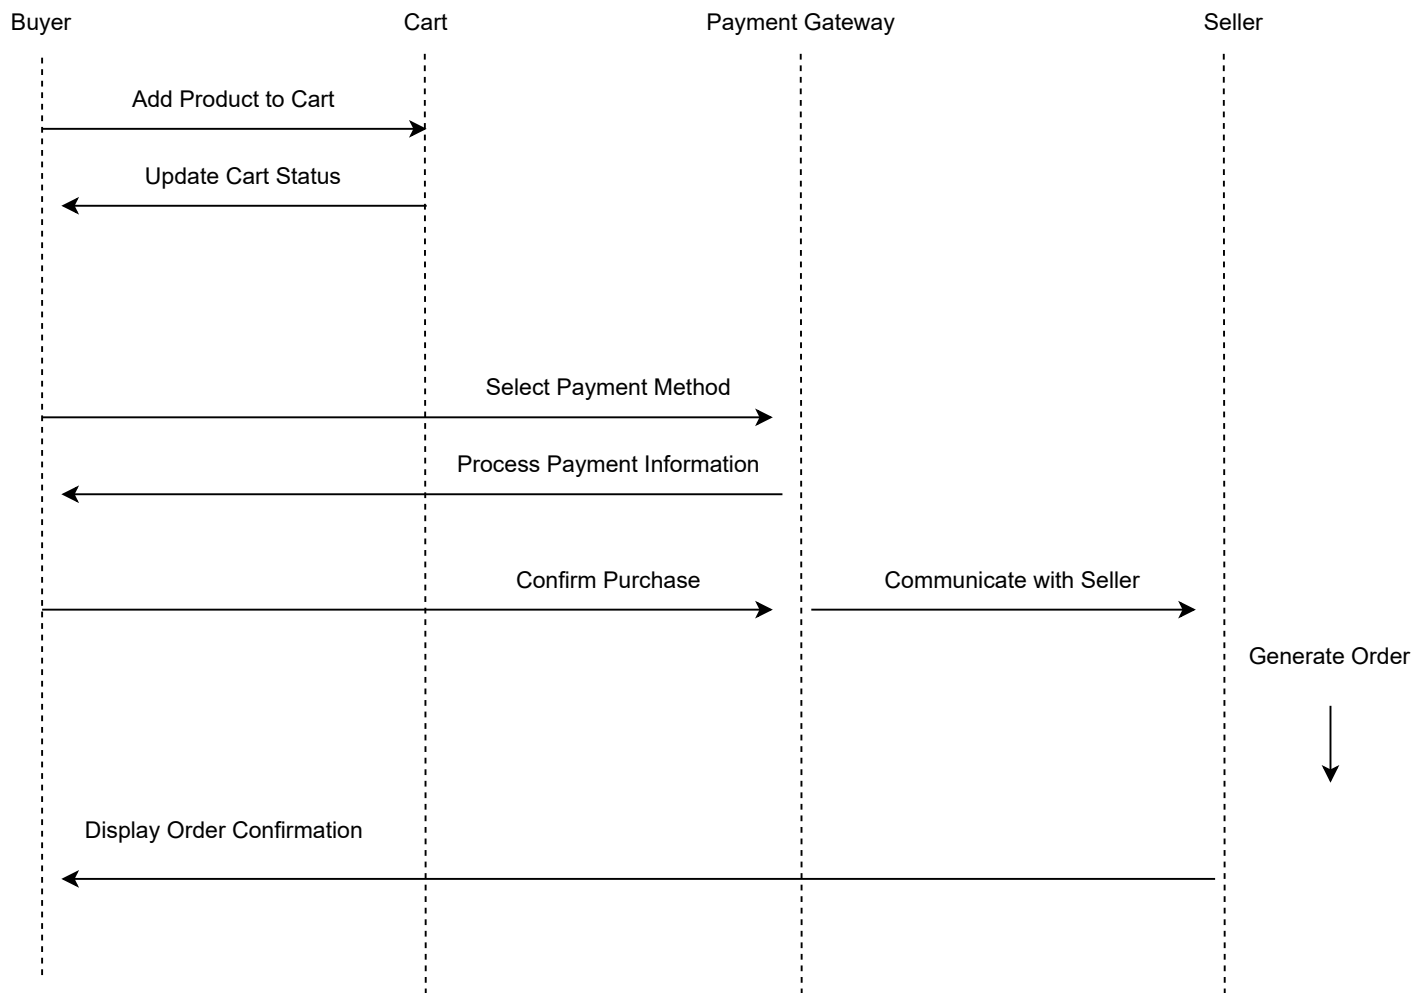 Buyer
Cart
Payment Gateway
Seller
Add Product to Cart
Update Cart Status
Select Payment Method
Process Payment Information
Confirm Purchase
Communicate with Seller
Generate Order
Display Order Confirmation